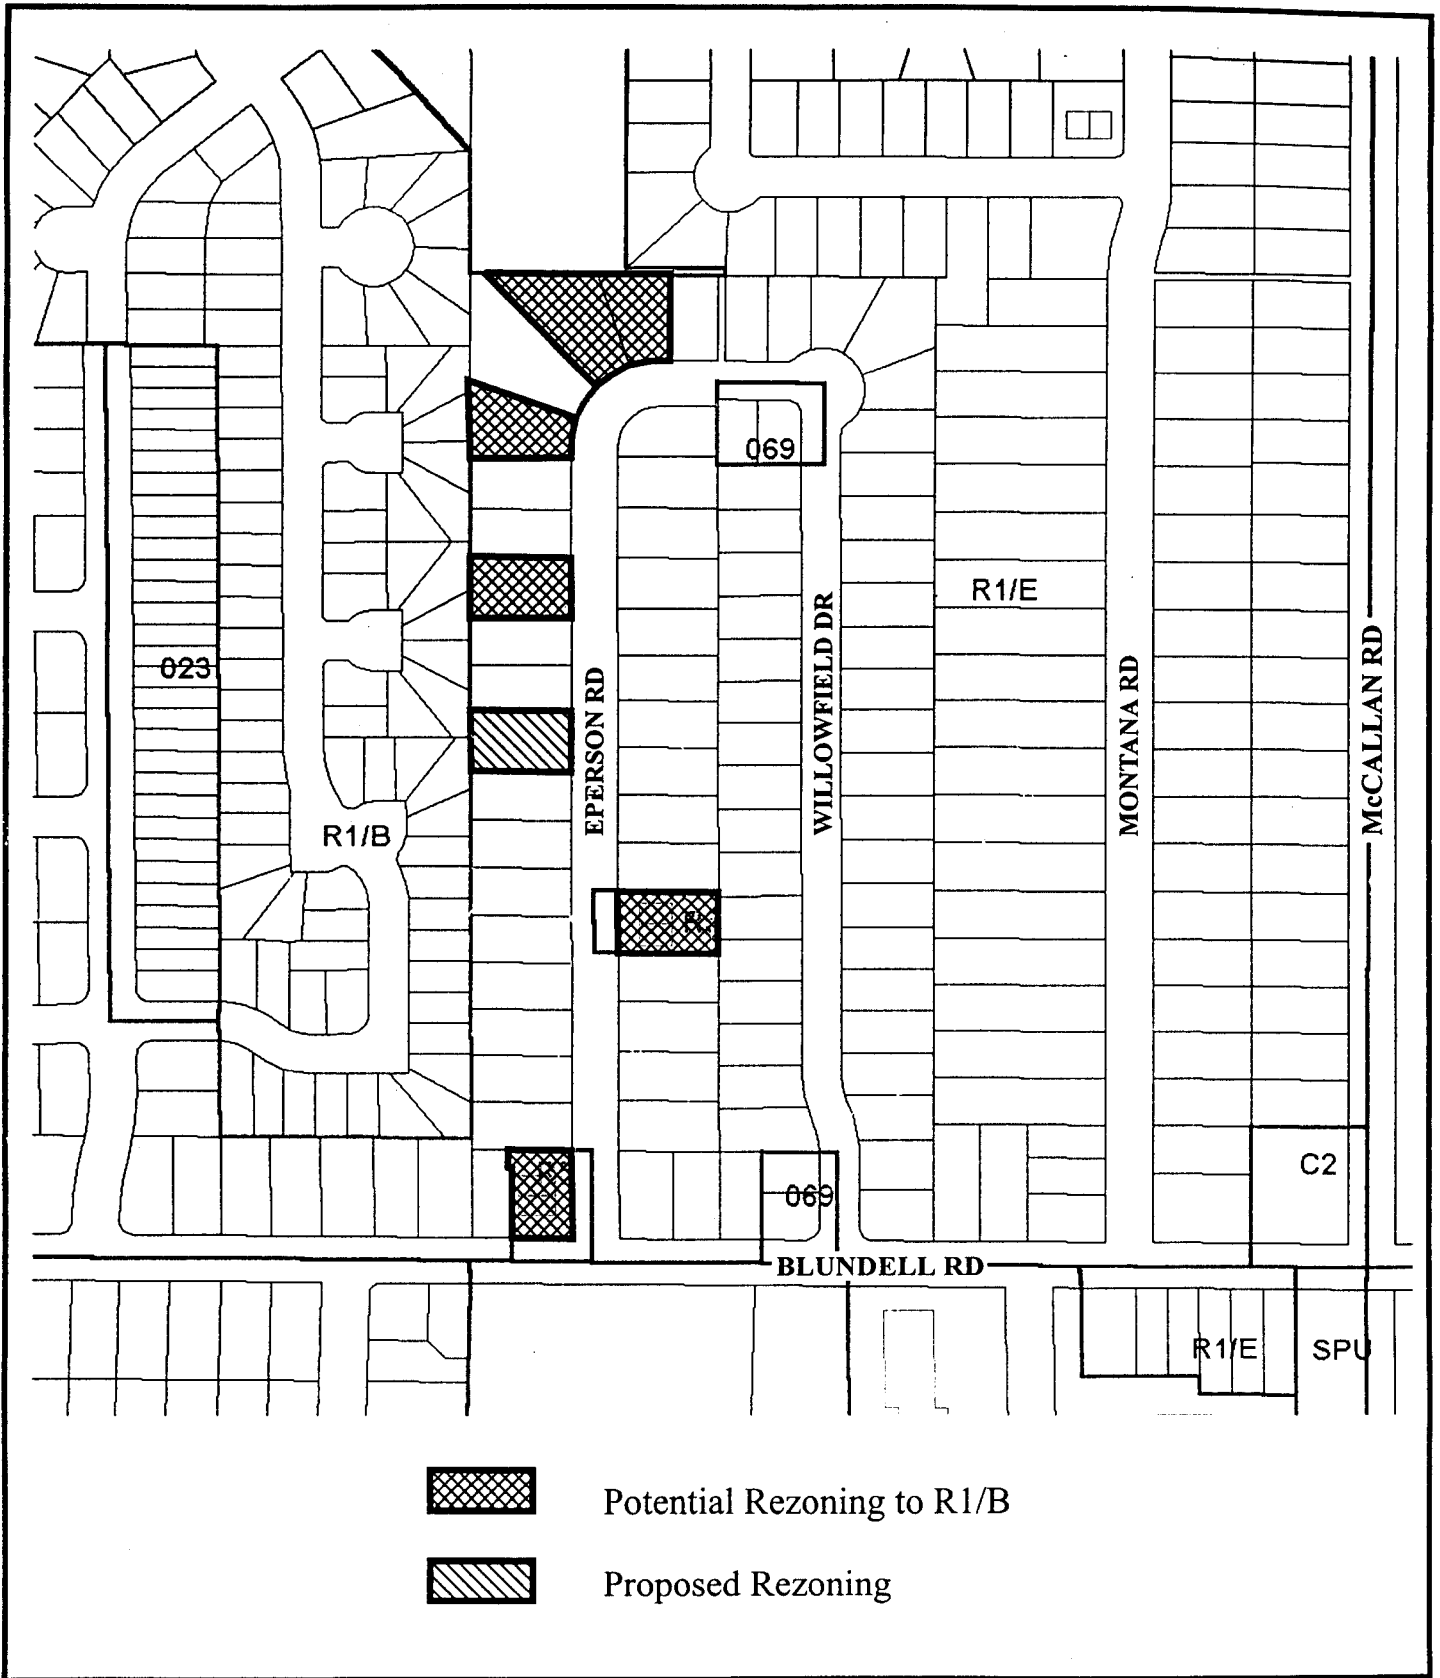 069
R1/E
023
EPERSON RD
WILLOWFIELD DR
MONTANA RD
McCALLAN RD
R1/B
C2
069
BLUNDELL RD
R1/E
SPU
Potential Rezoning to R1/B
Proposed Rezoning